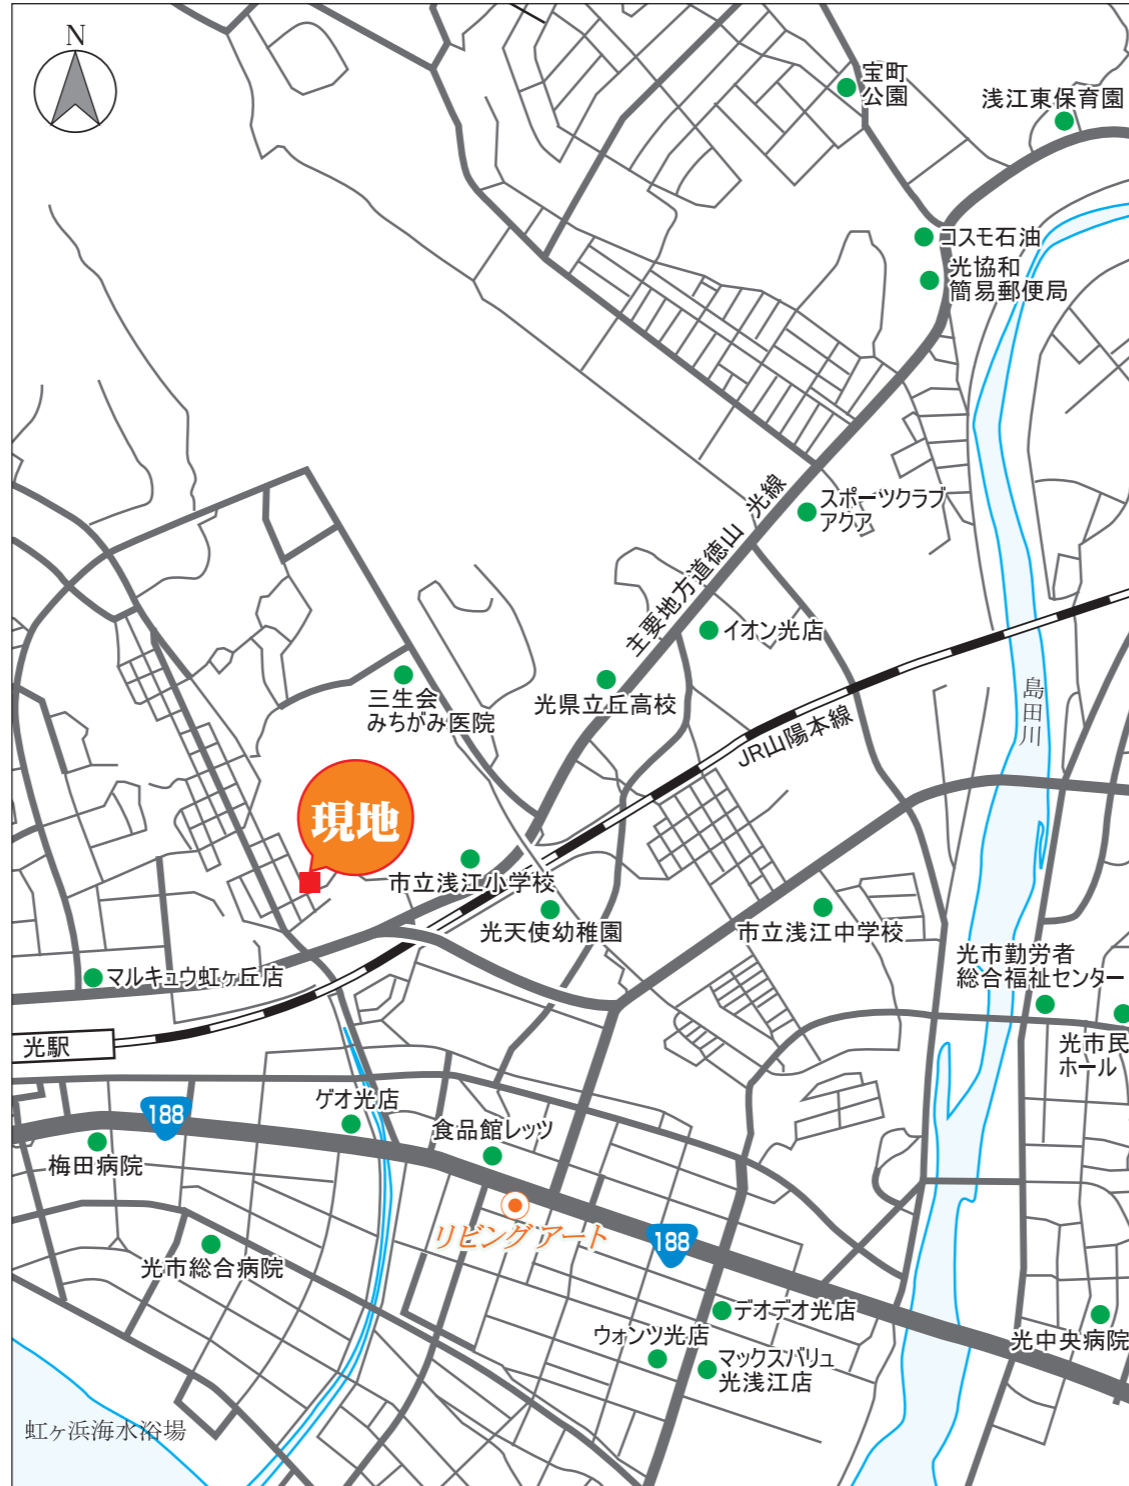 N
宝町
公園
浅江東保育園
コスモ石油
光協和
簡易郵便局
スポーツクラブ
アクア
主要地方道徳山 光線
イオン光店
三生会
みちがみ医院
光県立丘高校
島田川
JR山陽本線
現地
市立浅江小学校
光天使幼稚園
市立浅江中学校
光市勤労者
総合福祉センター
マルキュウ虹ヶ丘店
光駅
光市民
ホール
188
ゲオ光店
食品館レッツ
梅田病院
リビングアート
188
光市総合病院
デオデオ光店
ウォンツ光店
マックスバリュ
光浅江店
光中央病院
虹ヶ浜海水浴場